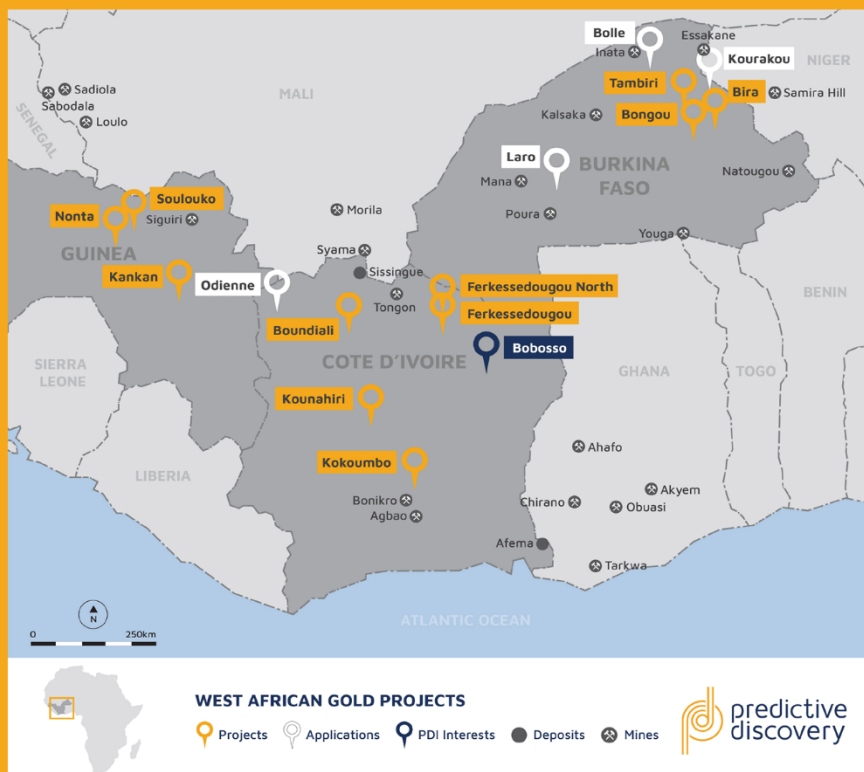 Bolle
Essakane
Inata
Kourakou
NIGER
Tambiri
Bira
Samira Hill
Sadiola
Sabodala
MALI
Kalsaka
Bongou
Loulo
SENEGAL
Laro
BURKINA
FASO
Natougou
Mana
Soulouko
Nonta
Siguiri
Morila
Poura
Youga
GUINEA
Syama
Kankan
Odienne
Sissingue
Ferkessedougou North
Tongon
BENIN
Boundiali
Ferkessedougou
Bobosso
SIERRA
LEONE
COTE D'IVOIRE
GHANA
TOGO
Kounahiri
Ahafo
Kokoumbo
LIBERIA
Akyem
Bonikro
Chirano
Obuasi
Agbao
Afema
Tarkwa
N
0 250km
ATLANTIC OCEAN
WEST AFRICAN GOLD PROJECTS
Projects Applications PDI Interests Deposits Mines
predictive
discovery